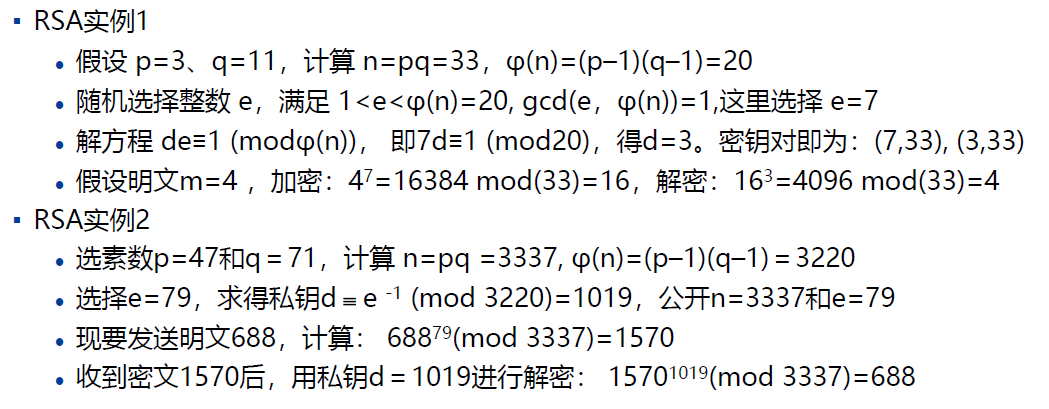 ▪ RSA实例1
• 假设 p=3、q=11，计算 n=pq=33，φ(n)=(p–1)(q–1)=20
• 随机选择整数 e，满足 1<e<φ(n)=20, gcd(e，φ(n))=1,这里选择 e=7
• 解方程 de≡1 (modφ(n))， 即7d≡1 (mod20)，得d=3。密钥对即为：(7,33), (3,33)
• 假设明文m=4 ，加密：4⁷=16384 mod(33)=16，解密：16³=4096 mod(33)=4
▪ RSA实例2
• 选素数p=47和q＝71，计算 n=pq =3337, φ(n)=(p–1)(q–1)＝3220
• 选择e=79，求得私钥d≡e ⁻¹ (mod 3220)=1019，公开n=3337和e=79
• 现要发送明文688，计算： 688⁷⁹(mod 3337)=1570
• 收到密文1570后，用私钥d＝1019进行解密： 1570¹⁰¹⁹(mod 3337)=688